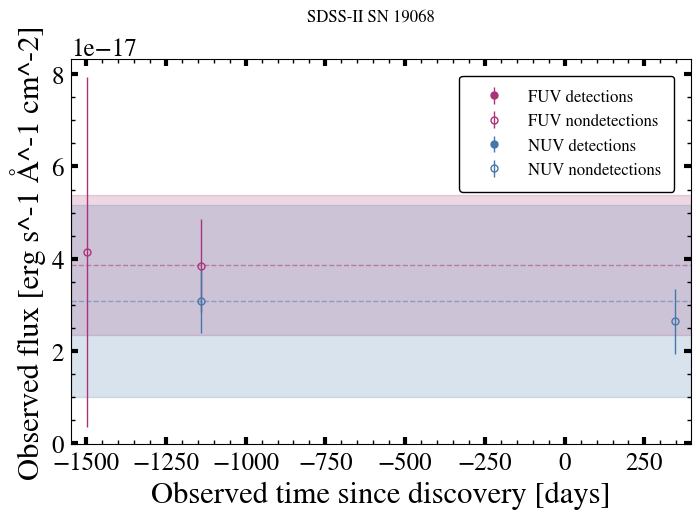 SDSS-II SN 19068
1e−17
8
6
4
2
0
Observed flux [erg s^-1 Å^-1 cm^-2]
FUV detections
FUV nondetections
NUV detections
NUV nondetections
−1500 −1250 −1000 −750 −500 −250 0 250
Observed time since discovery [days]